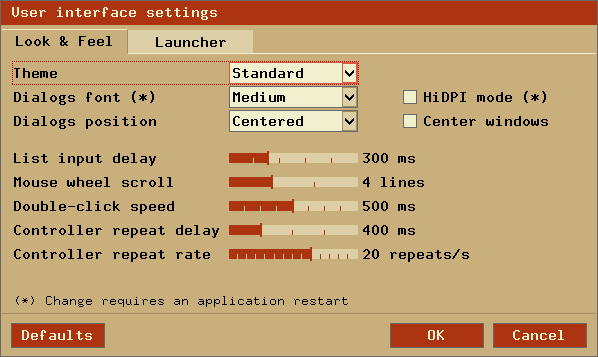 User interface settings
Look & Feel Launcher
Theme Standard
Dialogs font (*) Medium HiDPI mode (*)
Dialogs position Centered Center windows
List input delay 300 ms
Mouse wheel scroll 4 lines
Double-click speed 500 ms
Controller repeat delay 400 ms
Controller repeat rate 20 repeats/s
(*) Change requires an application restart
Defaults OK Cancel